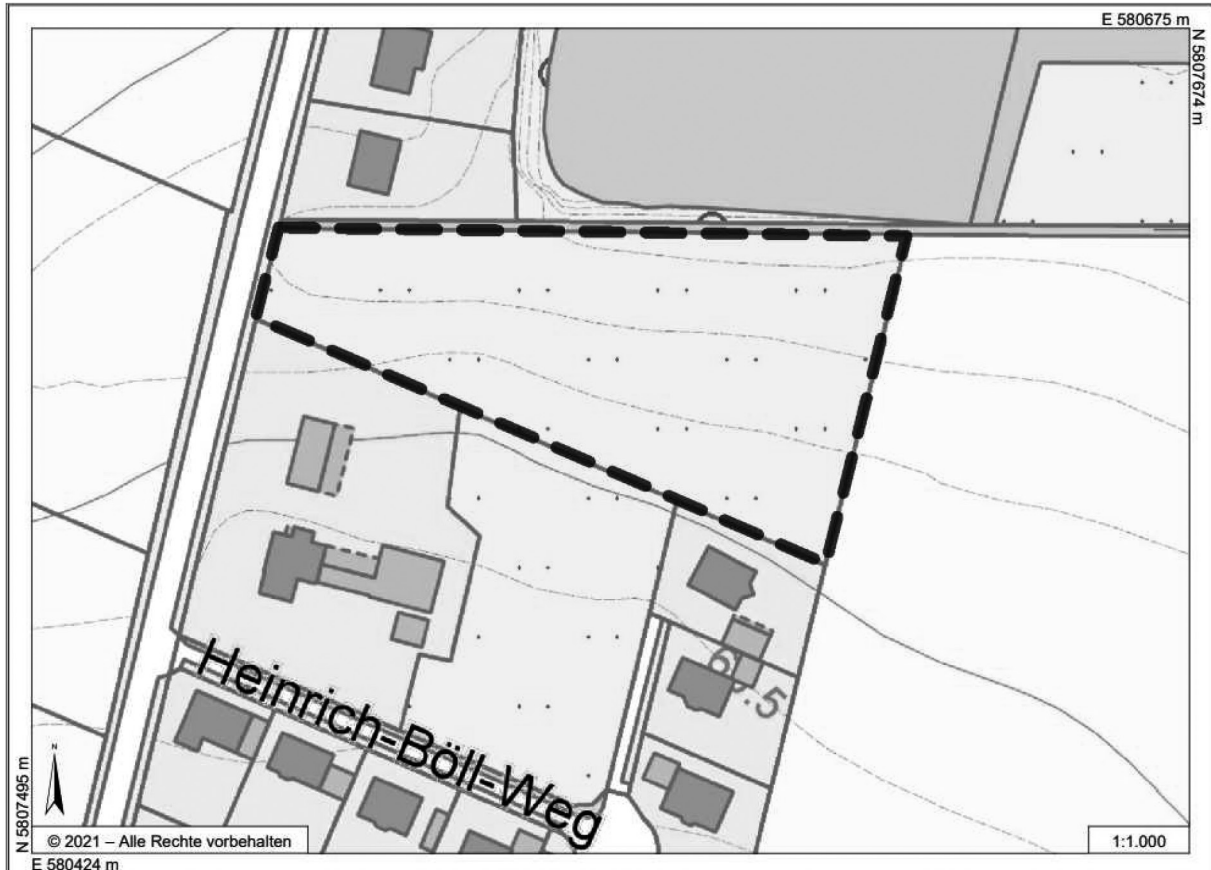 E 580675 m
N 5807674 m
Heinrich-Böll-Weg
N
N 5807495 m
© 2021 – Alle Rechte vorbehalten
1:1.000
E 580424 m